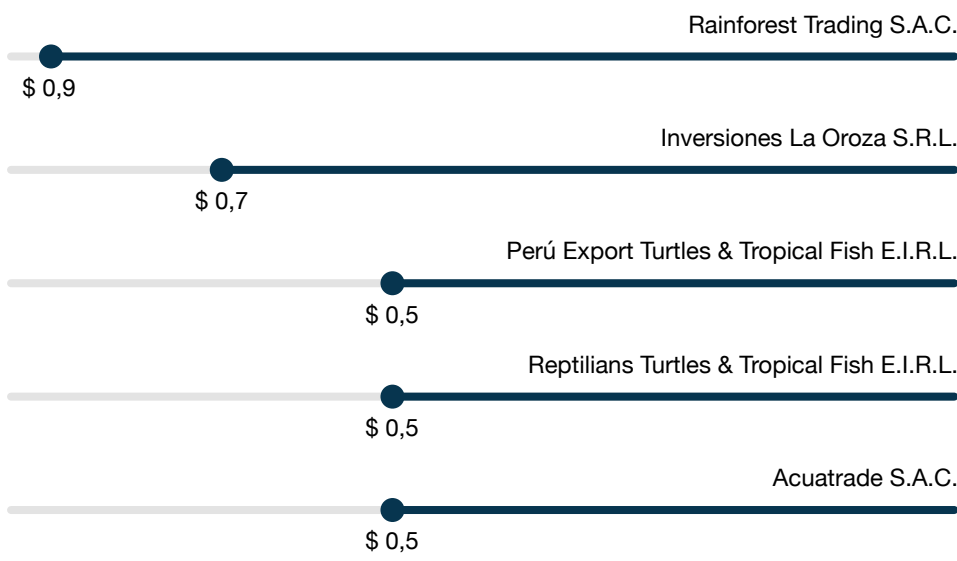 Rainforest Trading S.A.C.
$ 0,9
Inversiones La Oroza S.R.L.
$ 0,7
Perú Export Turtles & Tropical Fish E.I.R.L.
$ 0,5
Reptilians Turtles & Tropical Fish E.I.R.L.
$ 0,5
Acuatrade S.A.C.
$ 0,5